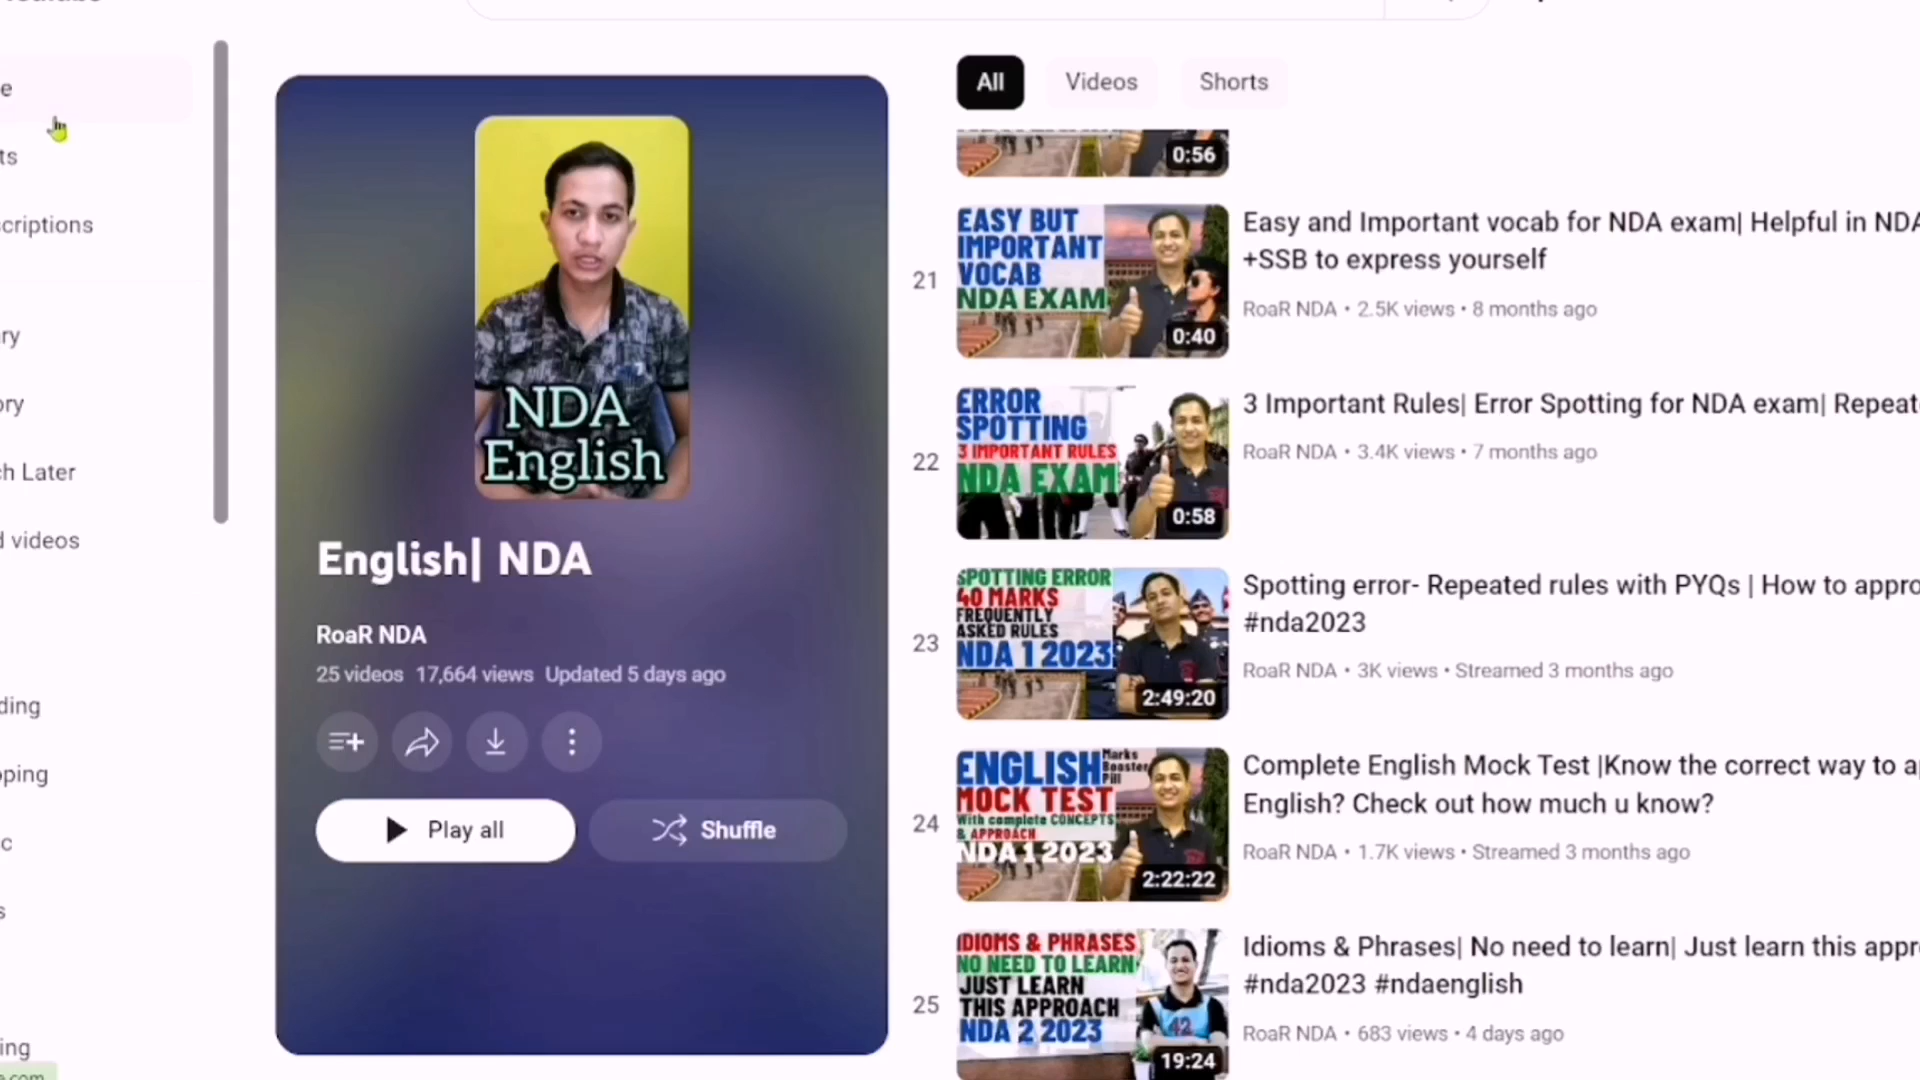 All
Videos
Shorts
e
ts
criptions
ry
ory
ch Later
d videos
ding
pping
c
s
ing
NDA
English
English| NDA
RoaR NDA
25 videos 17,664 views Updated 5 days ago
Play all
Shuffle
0:56
21
EASY BUT
IMPORTANT
VOCAB
NDA EXAM
0:40
Easy and Important vocab for NDA exam| Helpful in NDA
+SSB to express yourself
RoaR NDA • 2.5K views • 8 months ago
22
ERROR
SPOTTING
3 IMPORTANT RULES
NDA EXAM
0:58
3 Important Rules| Error Spotting for NDA exam| Repeat
RoaR NDA • 3.4K views • 7 months ago
23
SPOTTING ERROR
40 MARKS
FREQUENTLY
ASKED RULES
NDA 1 2023
2:49:20
Spotting error- Repeated rules with PYQs | How to appro
#nda2023
RoaR NDA • 3K views • Streamed 3 months ago
24
ENGLISH
Marks
Booster
Pill
MOCK TEST
With complete CONCEPTS
& APPROACH
NDA 1 2023
2:22:22
Complete English Mock Test |Know the correct way to a
English? Check out how much u know?
RoaR NDA • 1.7K views • Streamed 3 months ago
25
IDIOMS & PHRASES
NO NEED TO LEARN
JUST LEARN
THIS APPROACH
NDA 2 2023
42
19:24
Idioms & Phrases| No need to learn| Just learn this appr
#nda2023 #ndaenglish
RoaR NDA • 683 views • 4 days ago